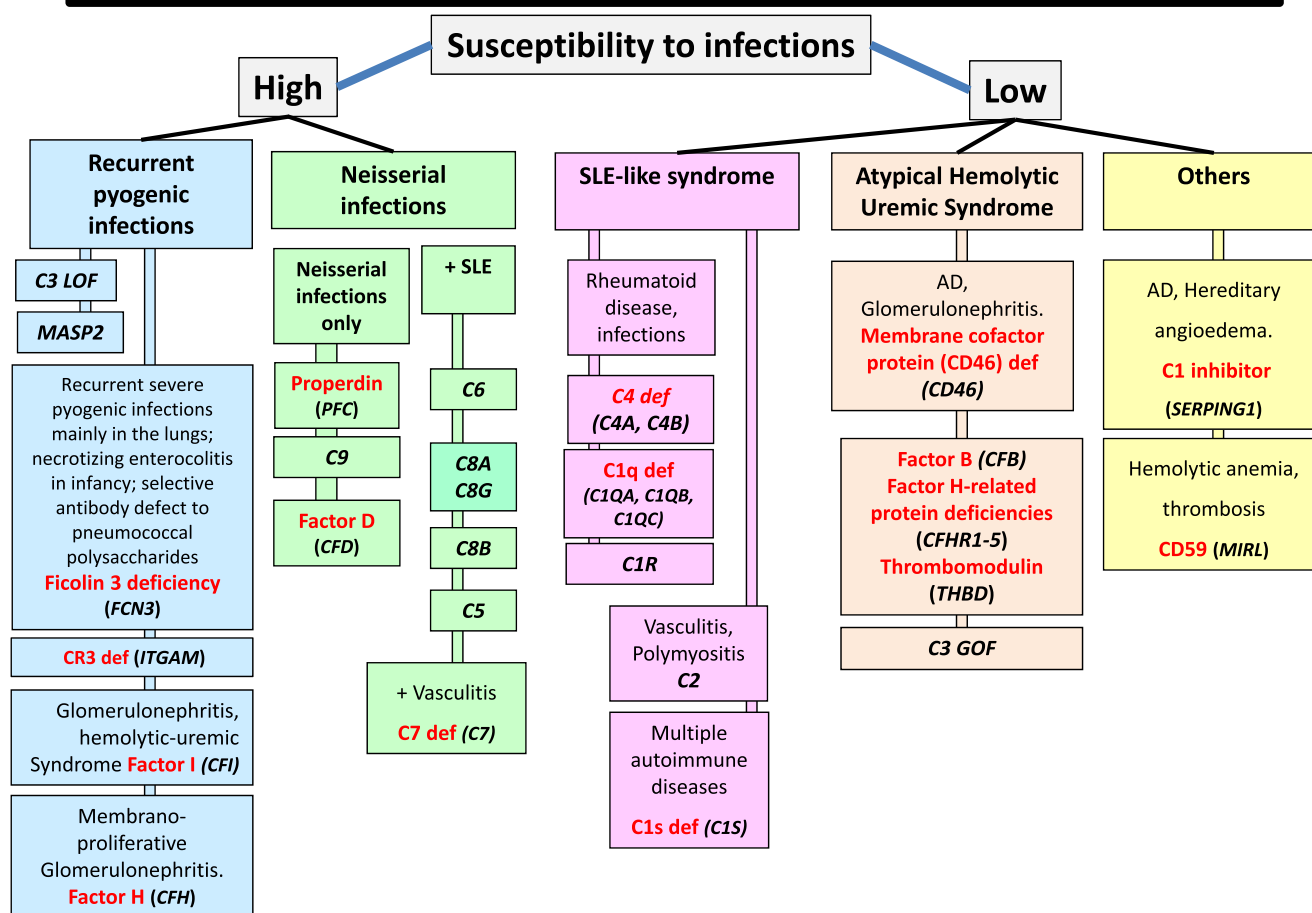 Susceptibility to infections
High
Low
Recurrent
pyogenic
infections
C3 LOF
MASP2
Recurrent severe
pyogenic infections
mainly in the lungs;
necrotizing enterocolitis
in infancy; selective
antibody defect to
pneumococcal
polysaccharides
Ficolin 3 deficiency
(FCN3)
CR3 def (ITGAM)
Glomerulonephritis,
hemolytic-uremic
Syndrome Factor I (CFI)
Membrano-
proliferative
Glomerulonephritis.
Factor H (CFH)
Neisserial
infections
Neisserial
infections
only
Properdin
(PFC)
C9
Factor D
(CFD)
+ SLE
C6
C8A
C8G
C8B
C5
+ Vasculitis
C7 def (C7)
SLE-like syndrome
Rheumatoid
disease,
infections
C4 def
(C4A, C4B)
C1q def
(C1QA, C1QB,
C1QC)
C1R
Vasculitis,
Polymyositis
C2
Multiple
autoimmune
diseases
C1s def (C1S)
Atypical Hemolytic
Uremic Syndrome
AD,
Glomerulonephritis.
Membrane cofactor
protein (CD46) def
(CD46)
Factor B (CFB)
Factor H-related
protein deficiencies
(CFHR1-5)
Thrombomodulin
(THBD)
C3 GOF
Others
AD, Hereditary
angioedema.
C1 inhibitor
(SERPING1)
Hemolytic anemia,
thrombosis
CD59 (MIRL)